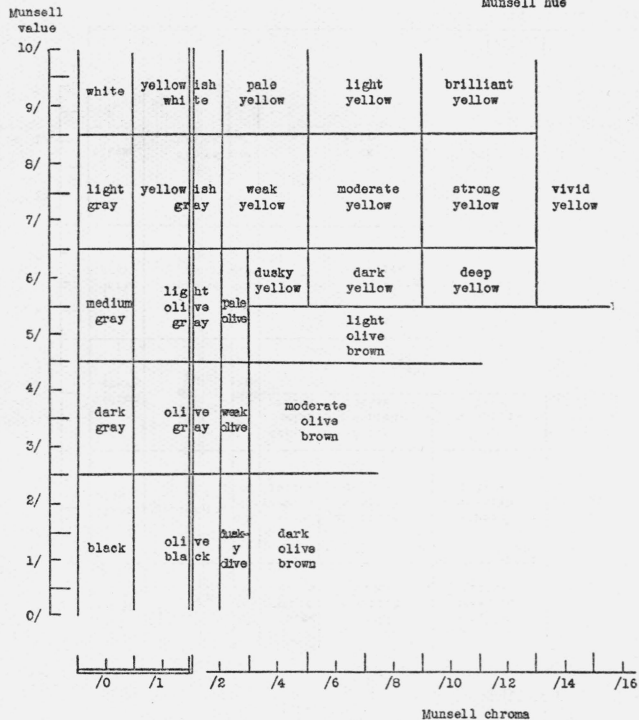 Munsell hue
Munsell
value
10/
white
yellowish
white
pale
yellow
light
yellow
brilliant
yellow
9/
8/
light
gray
yellowish
gray
weak
yellow
moderate
yellow
strong
yellow
vivid
yellow
7/
6/
medium
gray
light
olive
gray
pale
olive
dusky
yellow
dark
yellow
deep
yellow
light
olive
brown
5/
4/
dark
gray
olive
gray
weak
olive
moderate
olive
brown
3/
2/
black
olive
black
dusk-
y
olive
dark
olive
brown
1/
0/
/0 /1 /2 /4 /6 /8 /10 /12 /14 /16
Munsell chroma